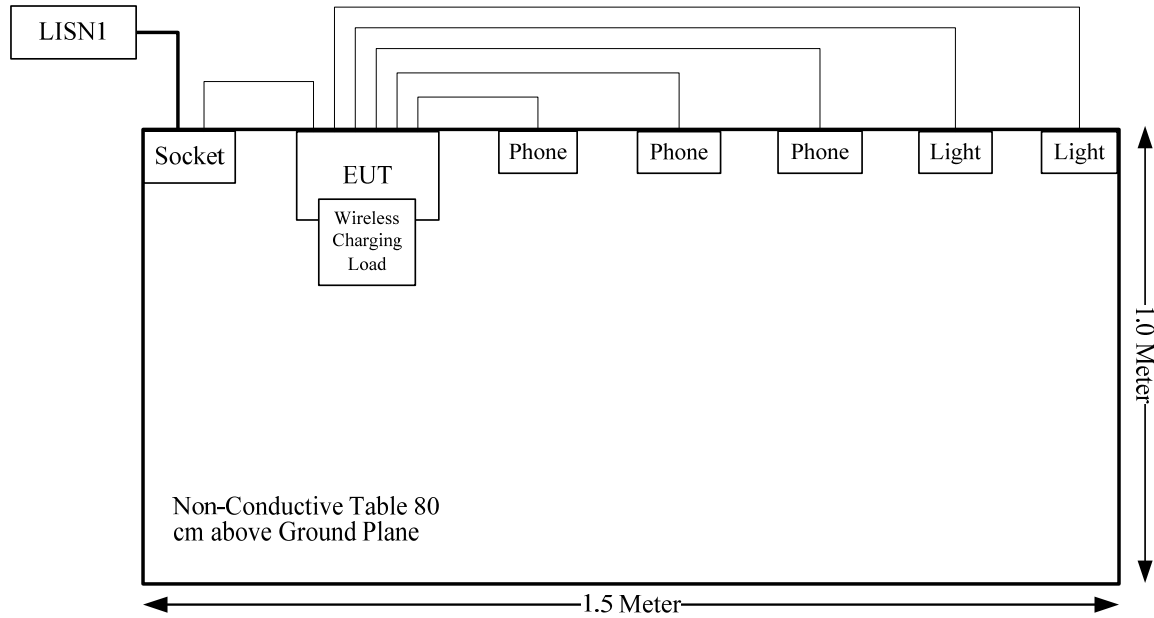 LISN1
Socket
EUT
Phone
Phone
Phone
Light
Light
Wireless
Charging
Load
1.0 Meter
Non-Conductive Table 80
cm above Ground Plane
1.5 Meter